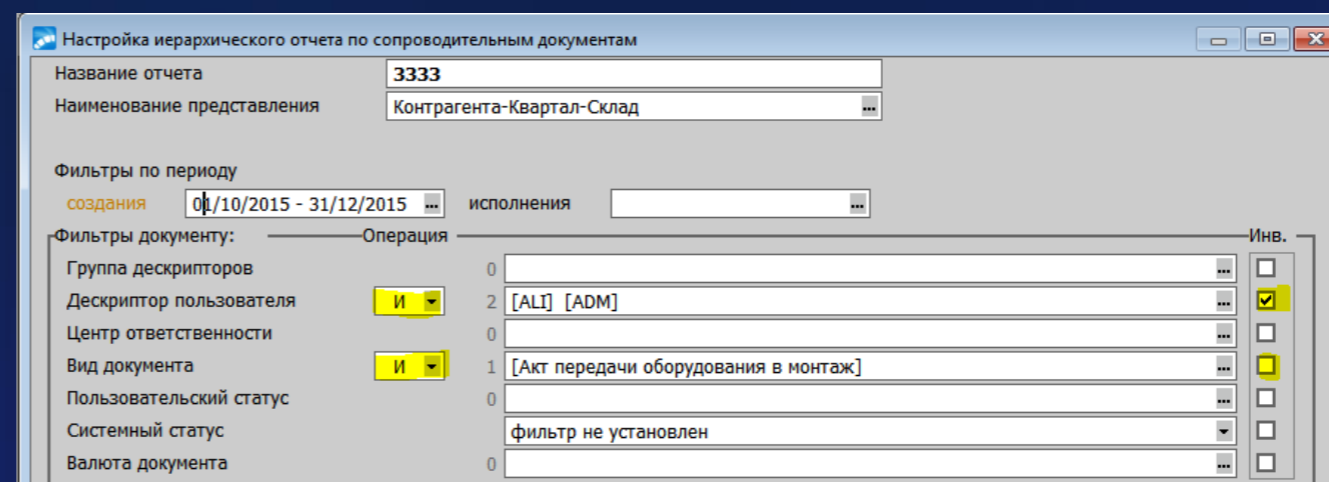 Настройка иерархического отчета по сопроводительным документам
Название отчета 3333
Наименование представления Контрагента-Квартал-Склад ...
Фильтры по периоду
создания 01/10/2015 - 31/12/2015 ... исполнения ...
Фильтры документу: Операция Инв.
Группа дескрипторов 0 ...
Дескриптор пользователя И 2 [ALI] [ADM] ...
Центр ответственности 0 ...
Вид документа И 1 [Акт передачи оборудования в монтаж] ...
Пользовательский статус 0 ...
Системный статус фильтр не установлен
Валюта документа 0 ...